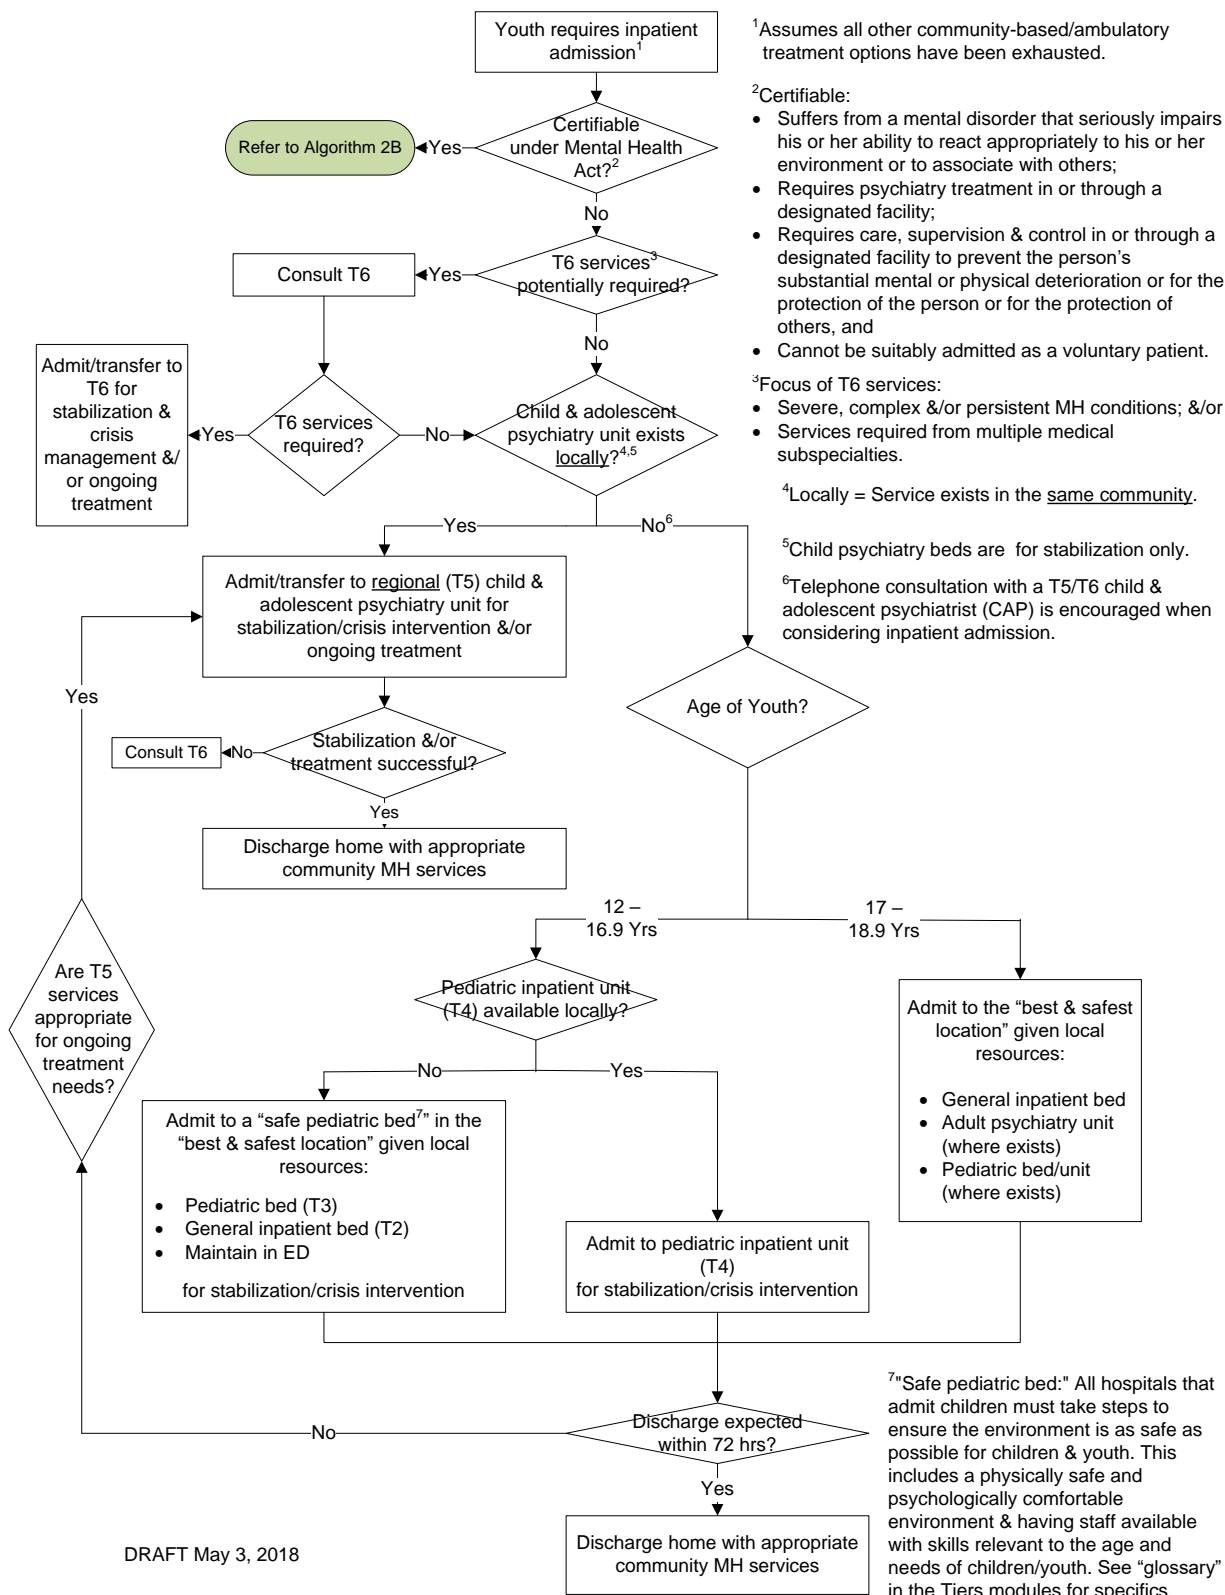 Youth requires inpatient
admission1
Certifiable
under Mental Health
Act?2
Yes
Refer to Algorithm 2B
No
T6 services3
potentially required?
Yes
Consult T6
No
T6 services
required?
Yes
Admit/transfer to
T6 for
stabilization &
crisis
management &/
or ongoing
treatment
No
Child & adolescent
psychiatry unit exists
locally?4,5
Yes
No6
Admit/transfer to regional (T5) child &
adolescent psychiatry unit for
stabilization/crisis intervention &/or
ongoing treatment
Stabilization &/or
treatment successful?
No
Consult T6
Yes
Discharge home with appropriate
community MH services
Age of Youth?
12 –
16.9 Yrs
17 –
18.9 Yrs
Pediatric inpatient unit
(T4) available locally?
No
Yes
Admit to a “safe pediatric bed7” in the
“best & safest location” given local
resources:
• Pediatric bed (T3)
• General inpatient bed (T2)
• Maintain in ED
for stabilization/crisis intervention
Admit to pediatric inpatient unit
(T4)
for stabilization/crisis intervention
Admit to the “best & safest
location” given local
resources:
• General inpatient bed
• Adult psychiatry unit
(where exists)
• Pediatric bed/unit
(where exists)
Discharge expected
within 72 hrs?
No
Are T5
services
appropriate
for ongoing
treatment
needs?
Yes
Yes
Discharge home with appropriate
community MH services
1Assumes all other community-based/ambulatory
treatment options have been exhausted.
2Certifiable:
• Suffers from a mental disorder that seriously impairs
his or her ability to react appropriately to his or her
environment or to associate with others;
• Requires psychiatry treatment in or through a
designated facility;
• Requires care, supervision & control in or through a
designated facility to prevent the person’s
substantial mental or physical deterioration or for the
protection of the person or for the protection of
others, and
• Cannot be suitably admitted as a voluntary patient.
3Focus of T6 services:
• Severe, complex &/or persistent MH conditions; &/or
• Services required from multiple medical
subspecialties.
4Locally = Service exists in the same community.
5Child psychiatry beds are for stabilization only.
6Telephone consultation with a T5/T6 child &
adolescent psychiatrist (CAP) is encouraged when
considering inpatient admission.
7"Safe pediatric bed:" All hospitals that
admit children must take steps to
ensure the environment is as safe as
possible for children & youth. This
includes a physically safe and
psychologically comfortable
environment & having staff available
with skills relevant to the age and
needs of children/youth. See “glossary”
in the Tiers modules for specifics
DRAFT May 3, 2018